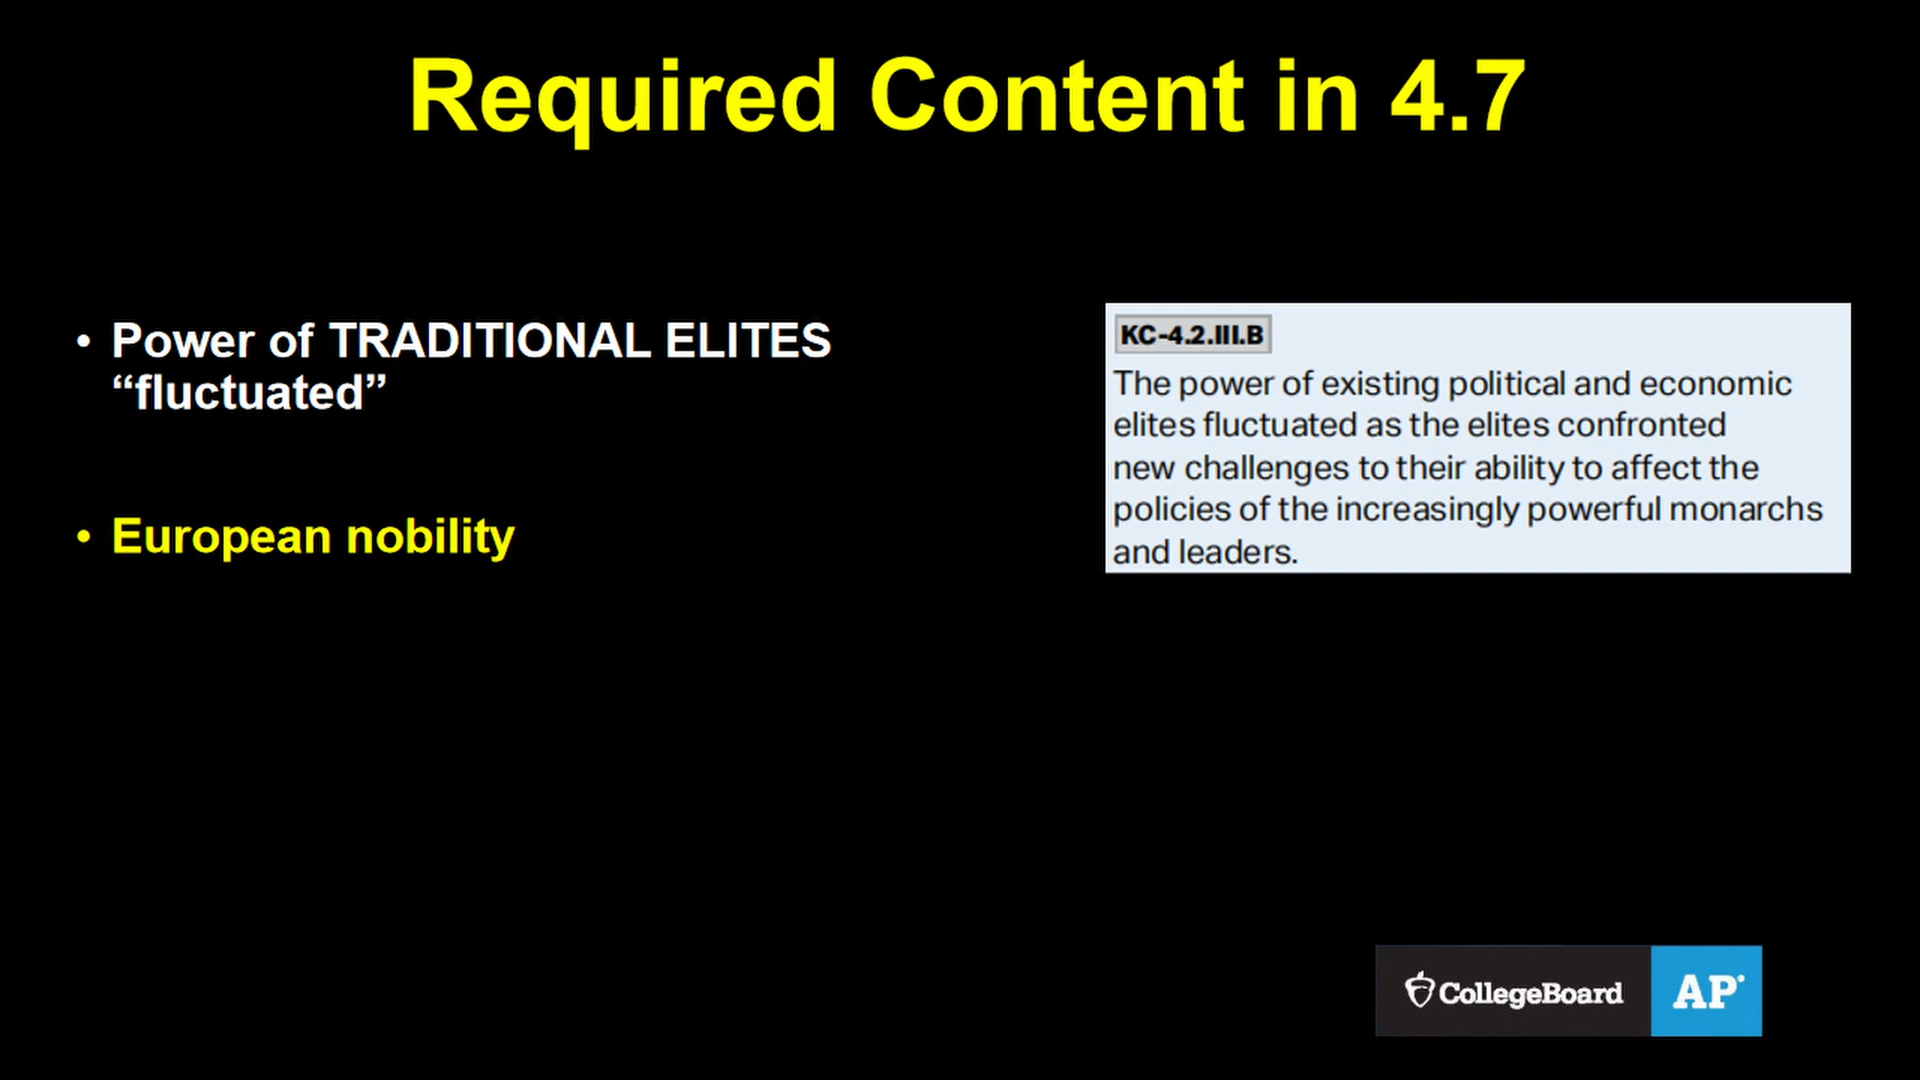 Required Content in 4.7
• Power of TRADITIONAL ELITES
“fluctuated”
• European nobility
KC-4.2.III.B
The power of existing political and economic
elites fluctuated as the elites confronted
new challenges to their ability to affect the
policies of the increasingly powerful monarchs
and leaders.
CollegeBoard
AP